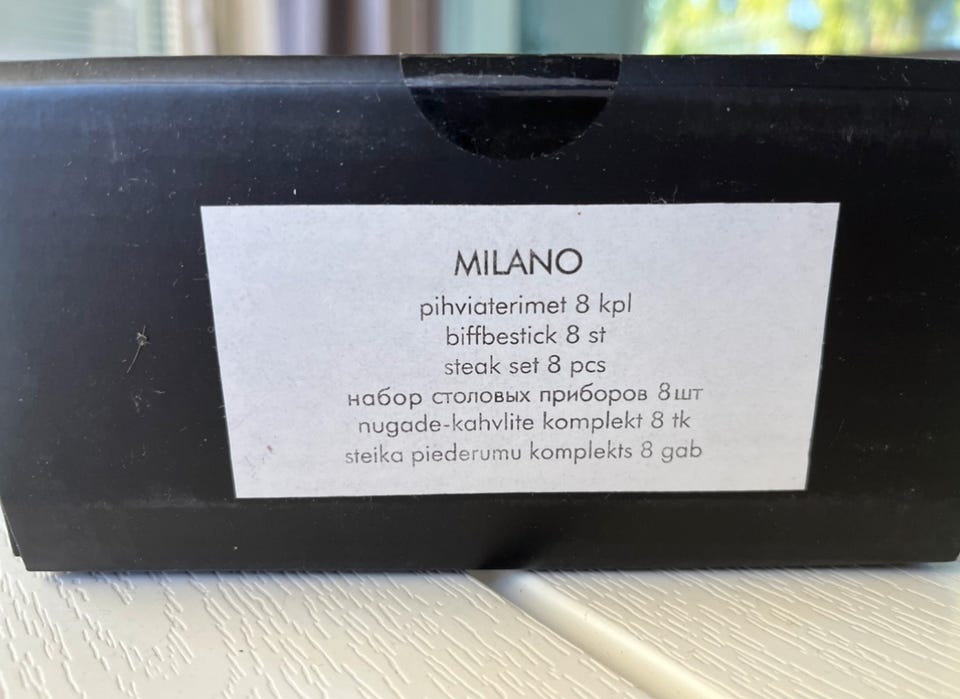 MILANO
pihviaterimet 8 kpl
biffbestick 8 st
steak set 8 pcs
набор столовых приборов 8шт
nugade-kahvlite komplekt 8 tk
steika piederumu komplekts 8 gab